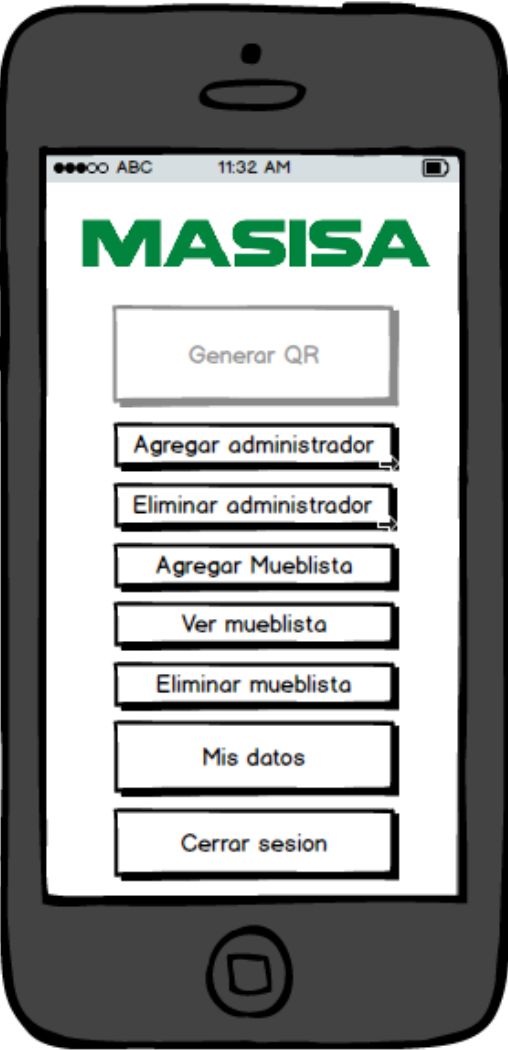 ABC 11:32 AM
MASISA
Generar QR
Agregar administrador
Eliminar administrador
Agregar Mueblista
Ver mueblista
Eliminar mueblista
Mis datos
Cerrar sesion